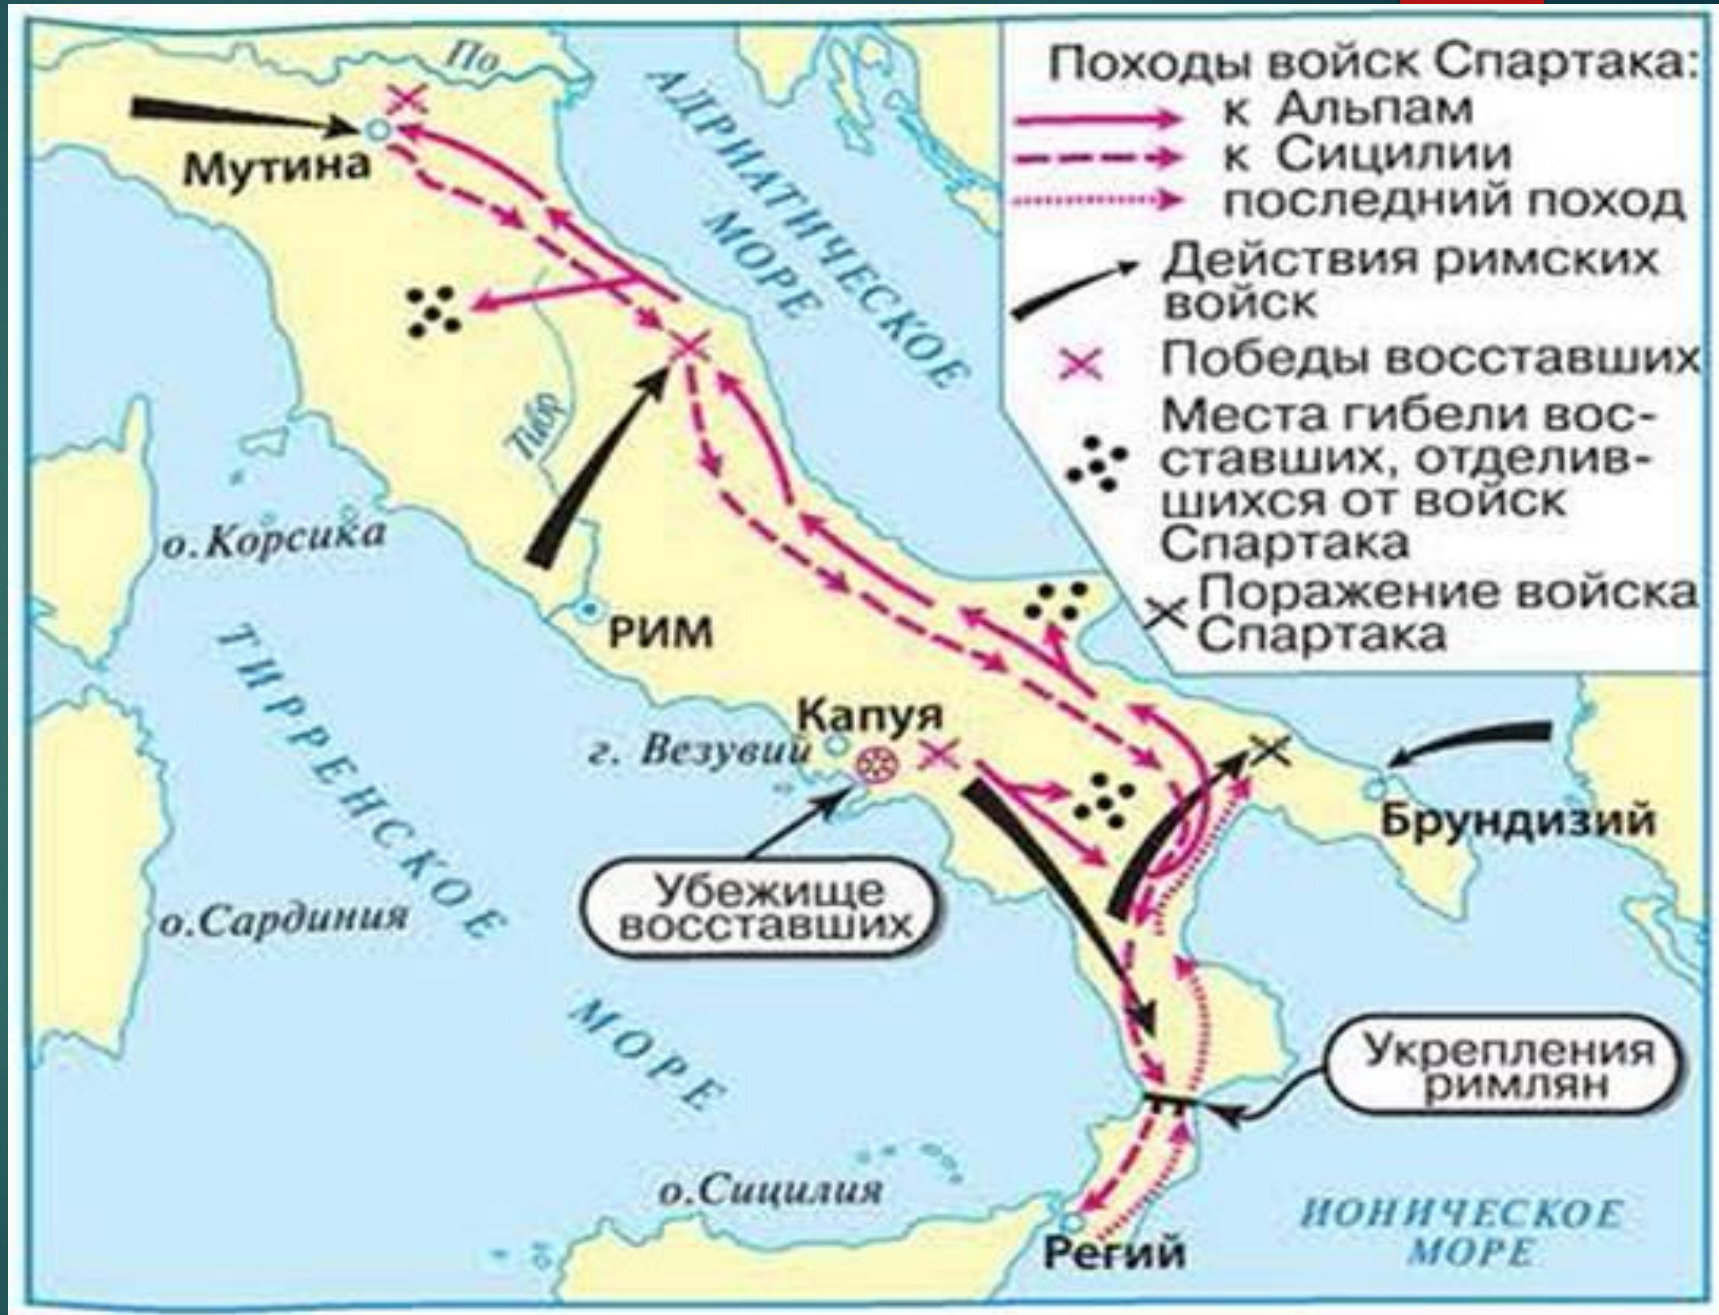 Походы войск Спартака:
к Альпам
к Сицилии
последний поход
Действия римских
войск
Победы восставших
Места гибели вос-
ставших, отделив-
шихся от войск
Спартака
Поражение войска
Спартака
По
Мутина
АДРИАТИЧЕСКОЕ
МОРЕ
Тибр
о.Корсика
РИМ
ТИРРЕНСКОЕ
МОРЕ
Капуя
г. Везувий
Убежище
восставших
Брундизий
о.Сардиния
Укрепления
римлян
о.Сицилия
Регий
ИОНИЧЕСКОЕ
МОРЕ